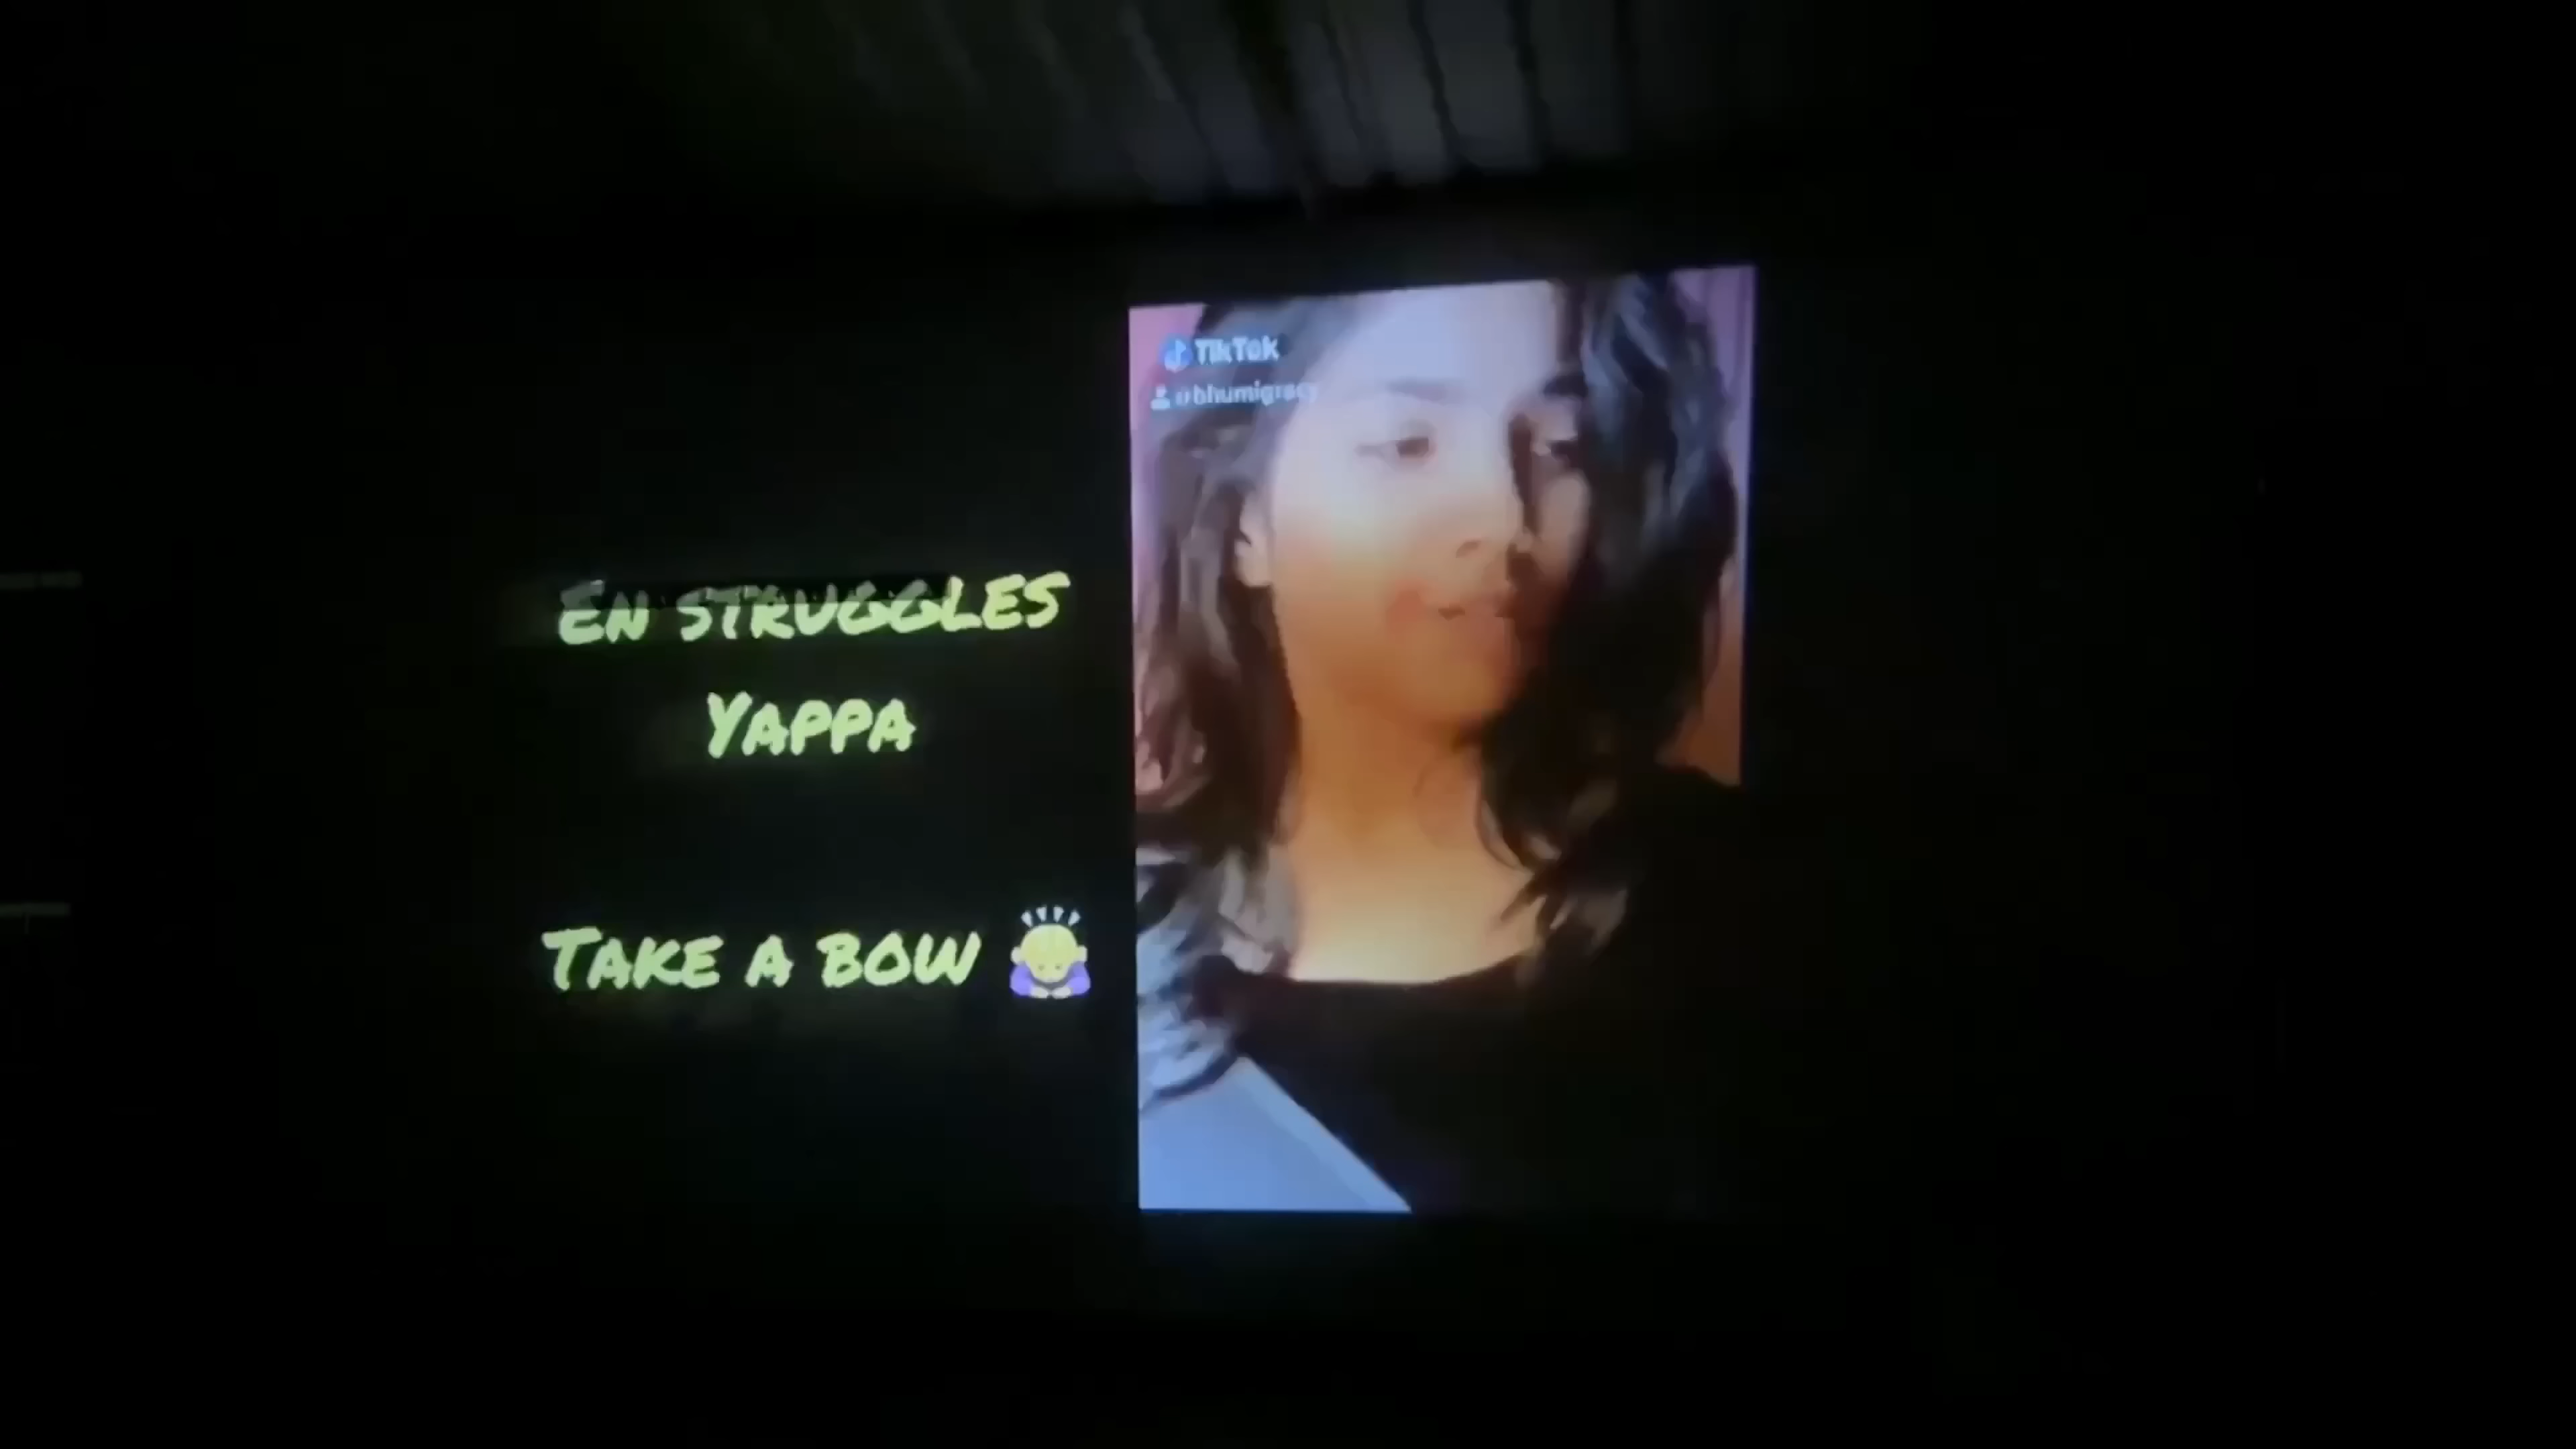 En struggles
Yappa
Take a bow 🙇
TikTok